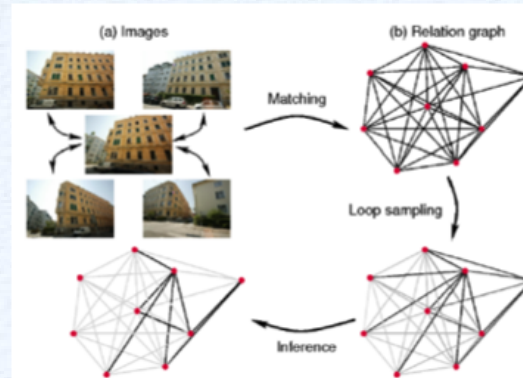 (a) Images
(b) Relation graph
Matching
Loop sampling
Inference